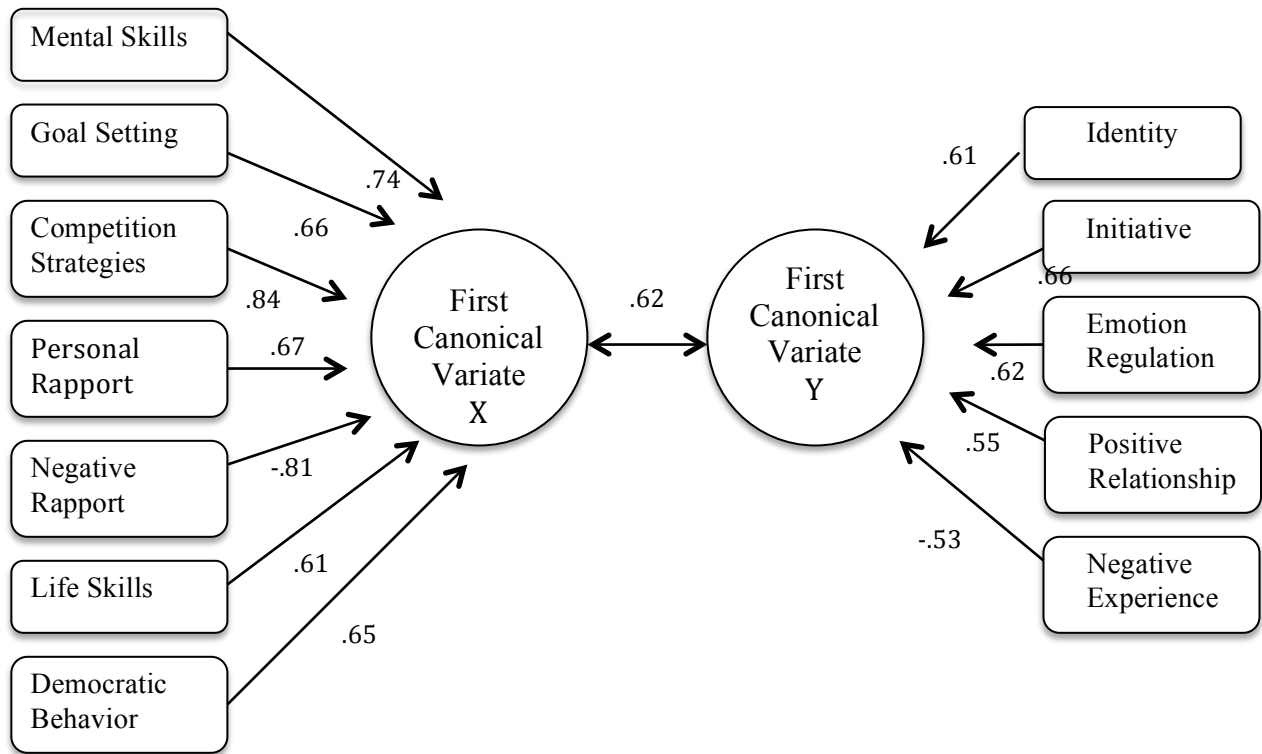 Mental Skills
Goal Setting
Competition
Strategies
Personal
Rapport
Negative
Rapport
Life Skills
Democratic
Behavior
.74
.66
.84
.67
-.81
.61
.65
First
Canonical
Variate
X
.62
First
Canonical
Variate
Y
.61
.66
.62
.55
-.53
Identity
Initiative
Emotion
Regulation
Positive
Relationship
Negative
Experience